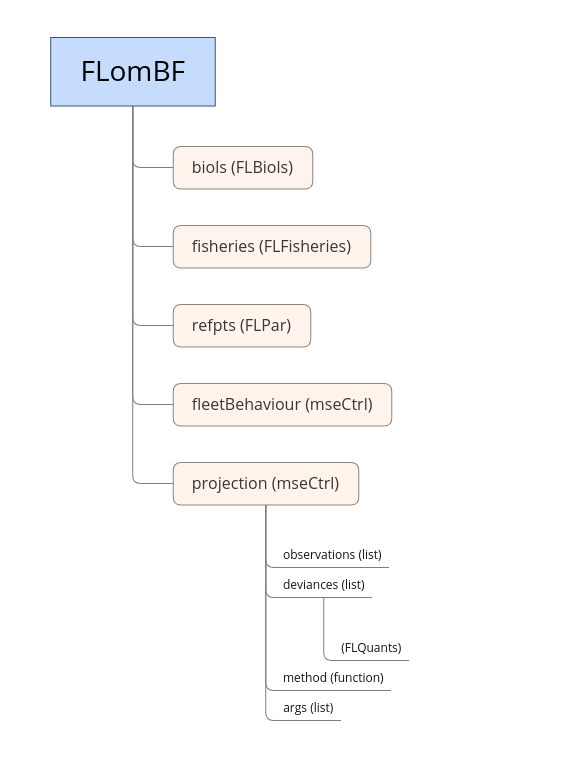 FLomBF
biols (FLBiols)
fisheries (FLFisheries)
refpts (FLPar)
fleetBehaviour (mseCtrl)
projection (mseCtrl)
observations (list)
deviances (list)
(FLQuants)
method (function)
args (list)